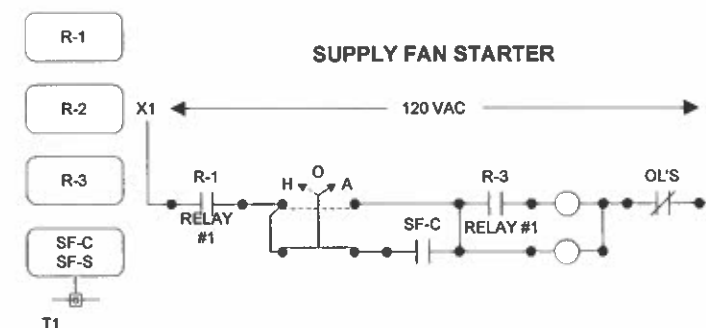 R-1
SUPPLY FAN STARTER
R-2
X1
120 VAC
R-3
R-1
H
O
A
R-3
OL'S
RELAY
#1
SF-C
RELAY #1
SF-C
SF-S
T1